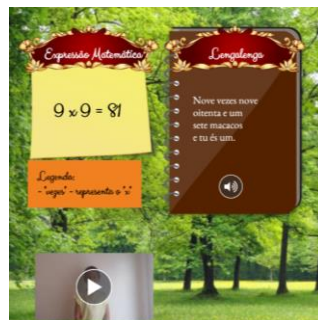 Expressão Matemática
9 x 9 = 81
Legenda:
- "vezes" - representa o "x"
Lengalenga
Nove vezes nove
oitenta e um
sete macacos
e tu és um.